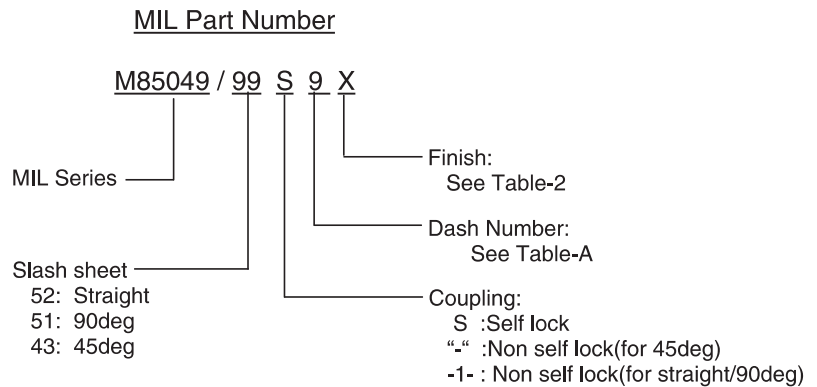 MIL Part Number
M85049 / 99 S 9 X
MIL Series
Finish:
See Table-2
Dash Number:
See Table-A
Slash sheet
52: Straight
51: 90deg
43: 45deg
Coupling:
S :Self lock
“-“ :Non self lock(for 45deg)
-1- : Non self lock(for straight/90deg)